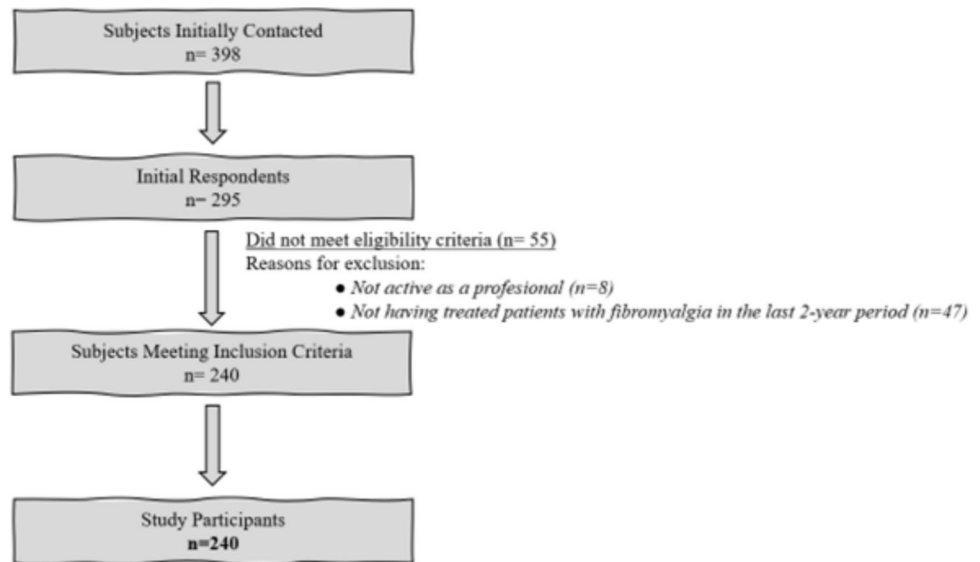 Subjects Initially Contacted
n= 398
Initial Respondents
n= 295
Did not meet eligibility criteria (n= 55)
Reasons for exclusion:
● Not active as a profesional (n=8)
● Not having treated patients with fibromyalgia in the last 2-year period (n=47)
Subjects Meeting Inclusion Criteria
n= 240
Study Participants
n=240